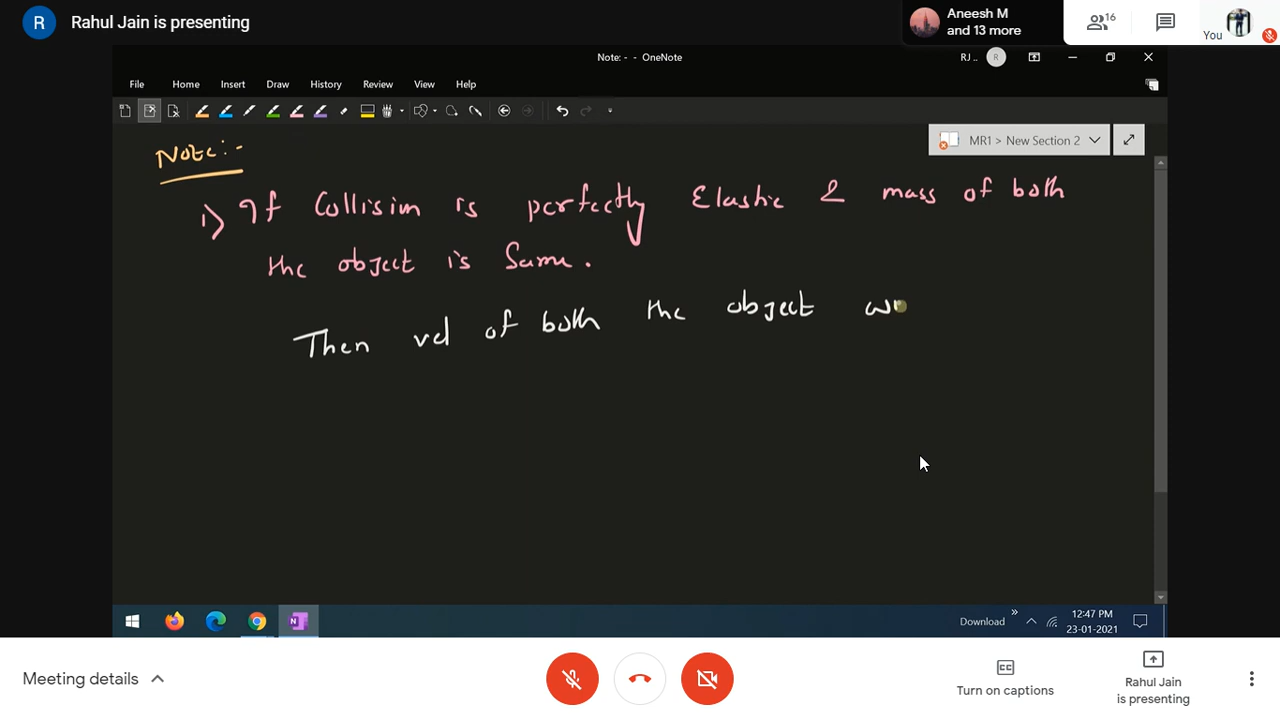 R Rahul Jain is presenting
Aneesh M
and 13 more
16
You
Note: - - OneNote
RJ .. R
File Home Insert Draw History Review View Help
MR1 > New Section 2
NOTE:-
1) If Collision is perfectly Elastic & mass of both
the object is Same.
Then vel of both the object
Download
12:47 PM
23-01-2021
Meeting details
Turn on captions
Rahul Jain
is presenting